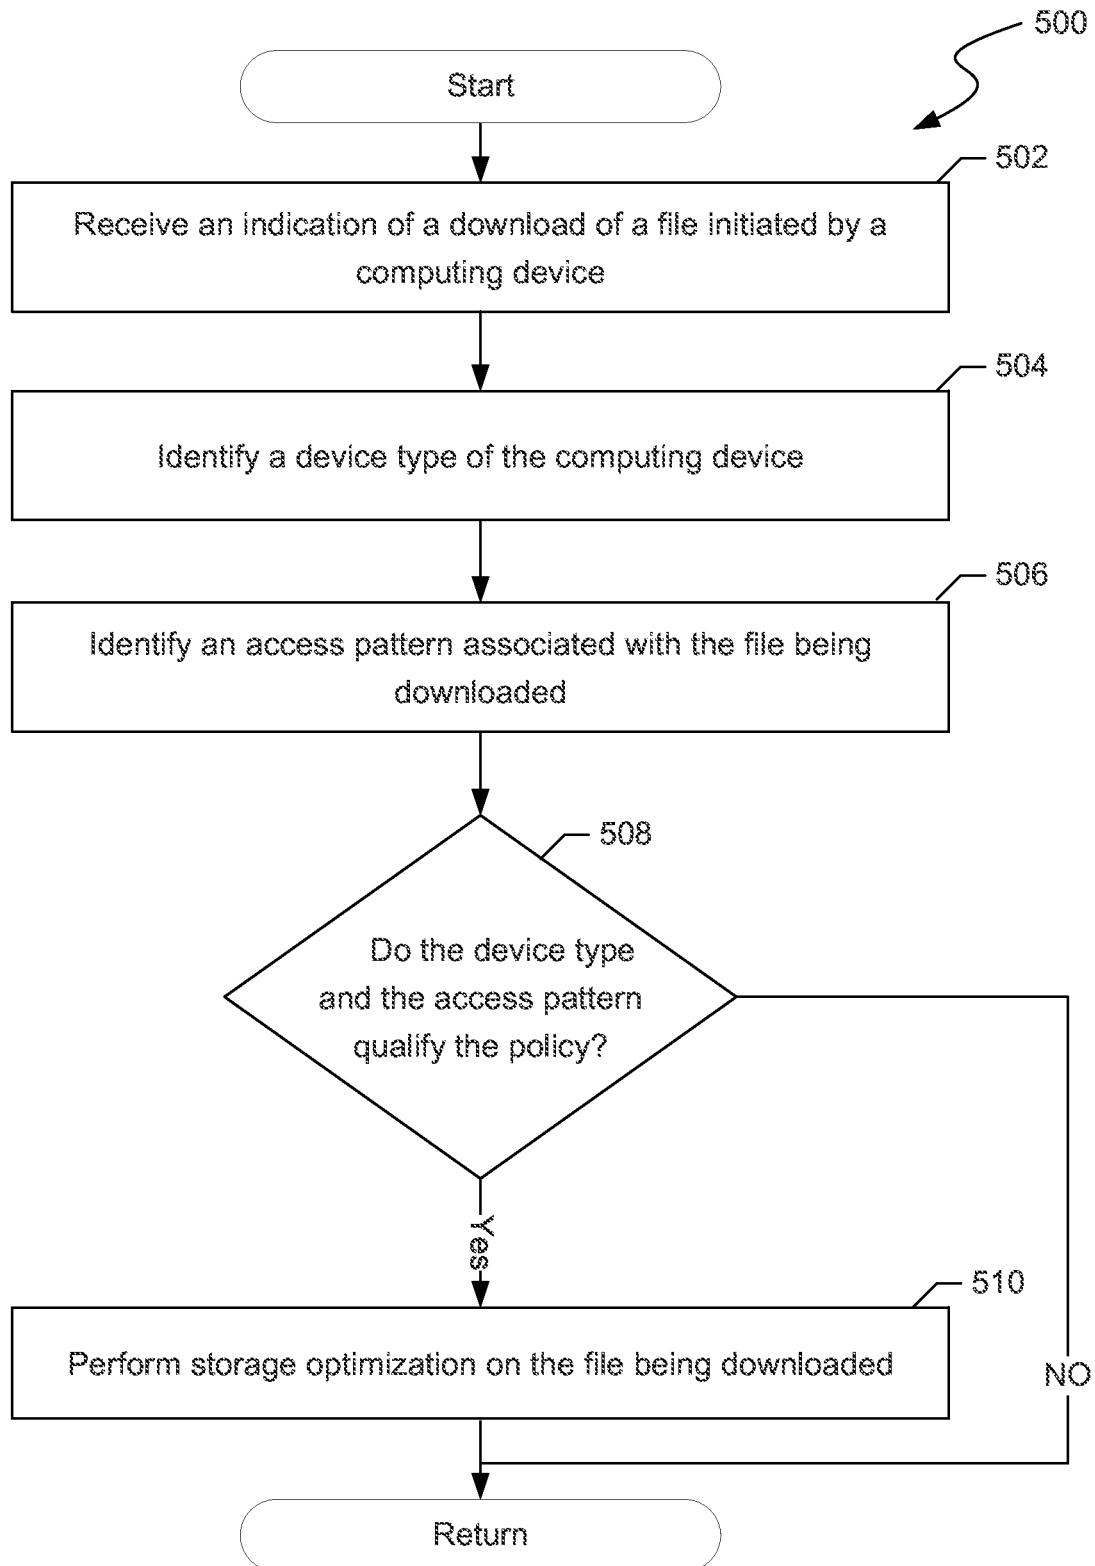 500
Start
502
Receive an indication of a download of a file initiated by a
computing device
504
Identify a device type of the computing device
506
Identify an access pattern associated with the file being
downloaded
508
Do the device type
and the access pattern
qualify the policy?
Yes
510
Perform storage optimization on the file being downloaded
NO
Return